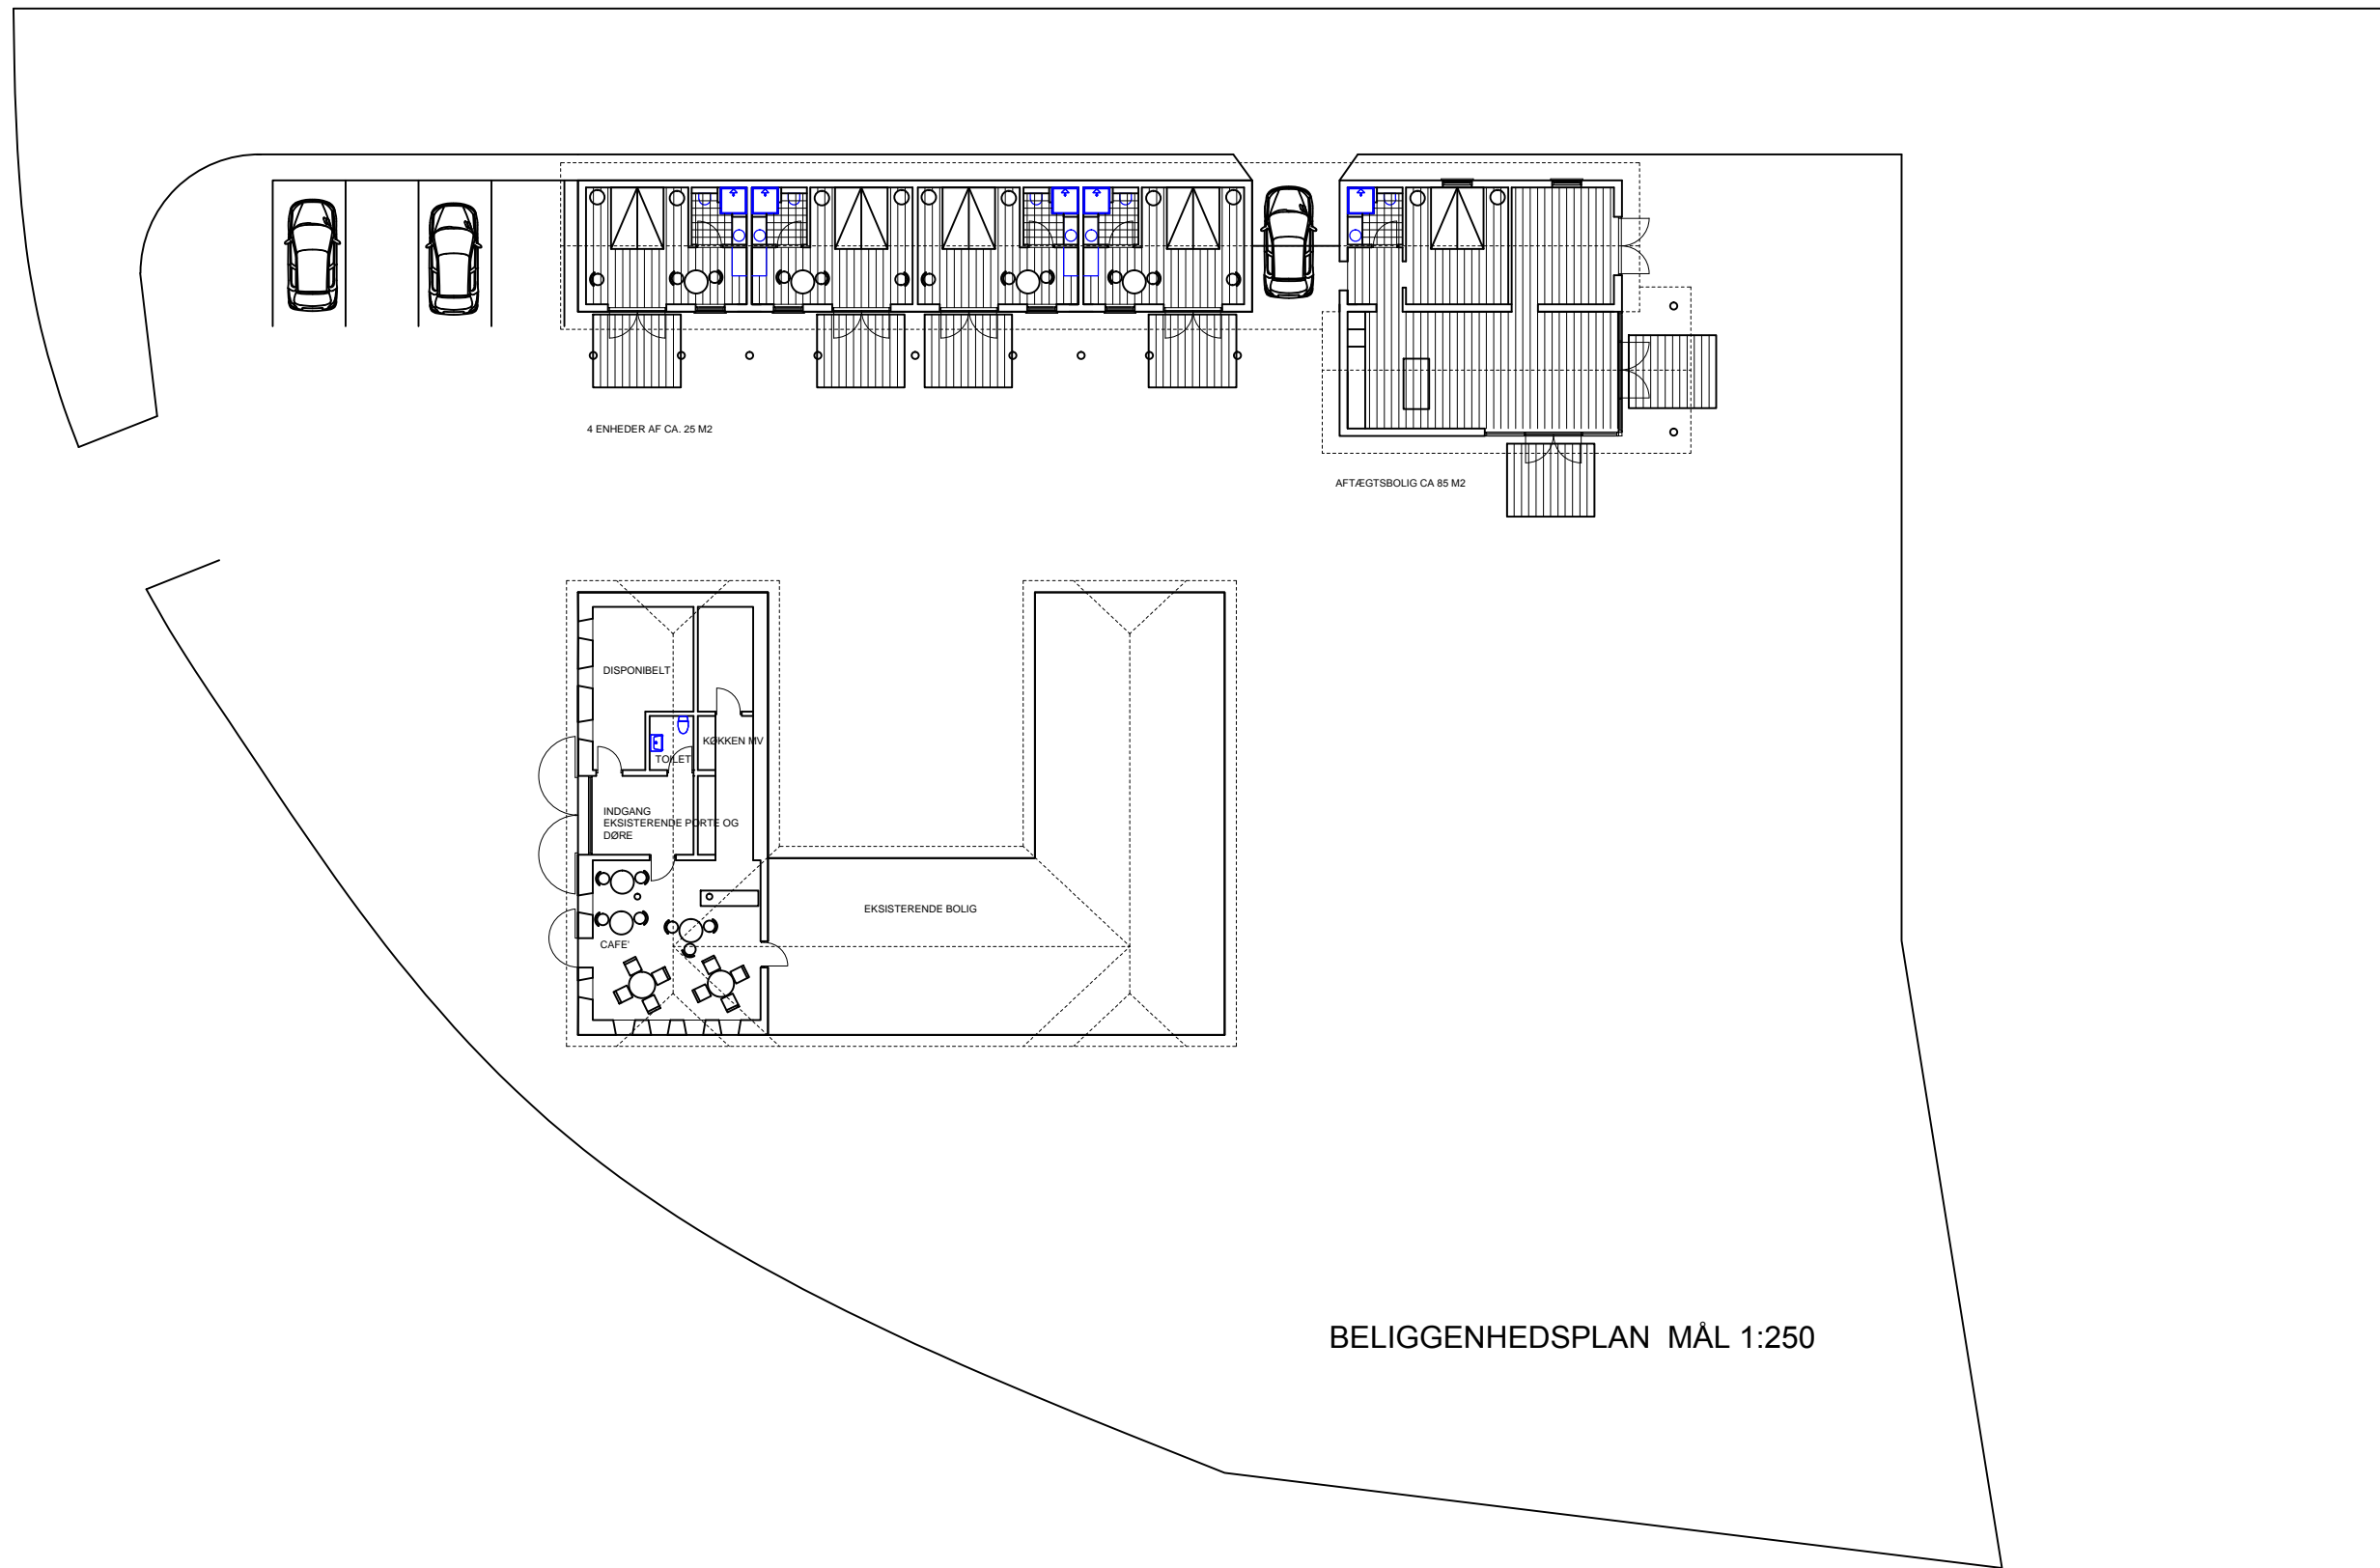 4 ENHEDER AF CA. 25 M2
AFTÆGTSBOLIG CA 85 M2
DISPONIBELT
KØKKEN MV
TOILET
INDGANG
EKSISTERENDE PORTE OG
DØRE
EKSISTERENDE BOLIG
CAFE'
BELIGGENHEDSPLAN  MÅL 1:250